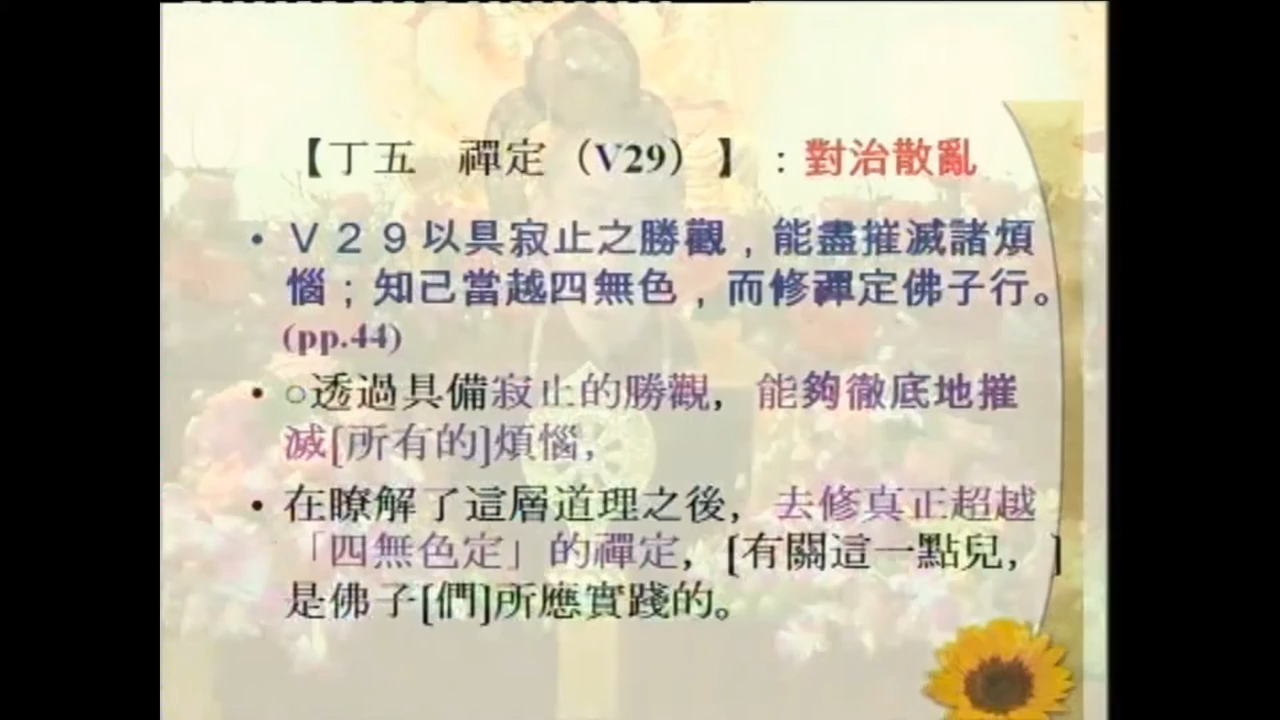 【丁五　禪定（V29）】：對治散亂
• Ｖ２９以具寂止之勝觀，能盡摧滅諸煩
惱；知己當越四無色，而修禪定佛子行。
(pp.44)
• ○透過具備寂止的勝觀，能夠徹底地摧
滅[所有的]煩惱，
• 在瞭解了這層道理之後，去修真正超越
「四無色定」的禪定，[有關這一點兒，]
是佛子[們]所應實踐的。